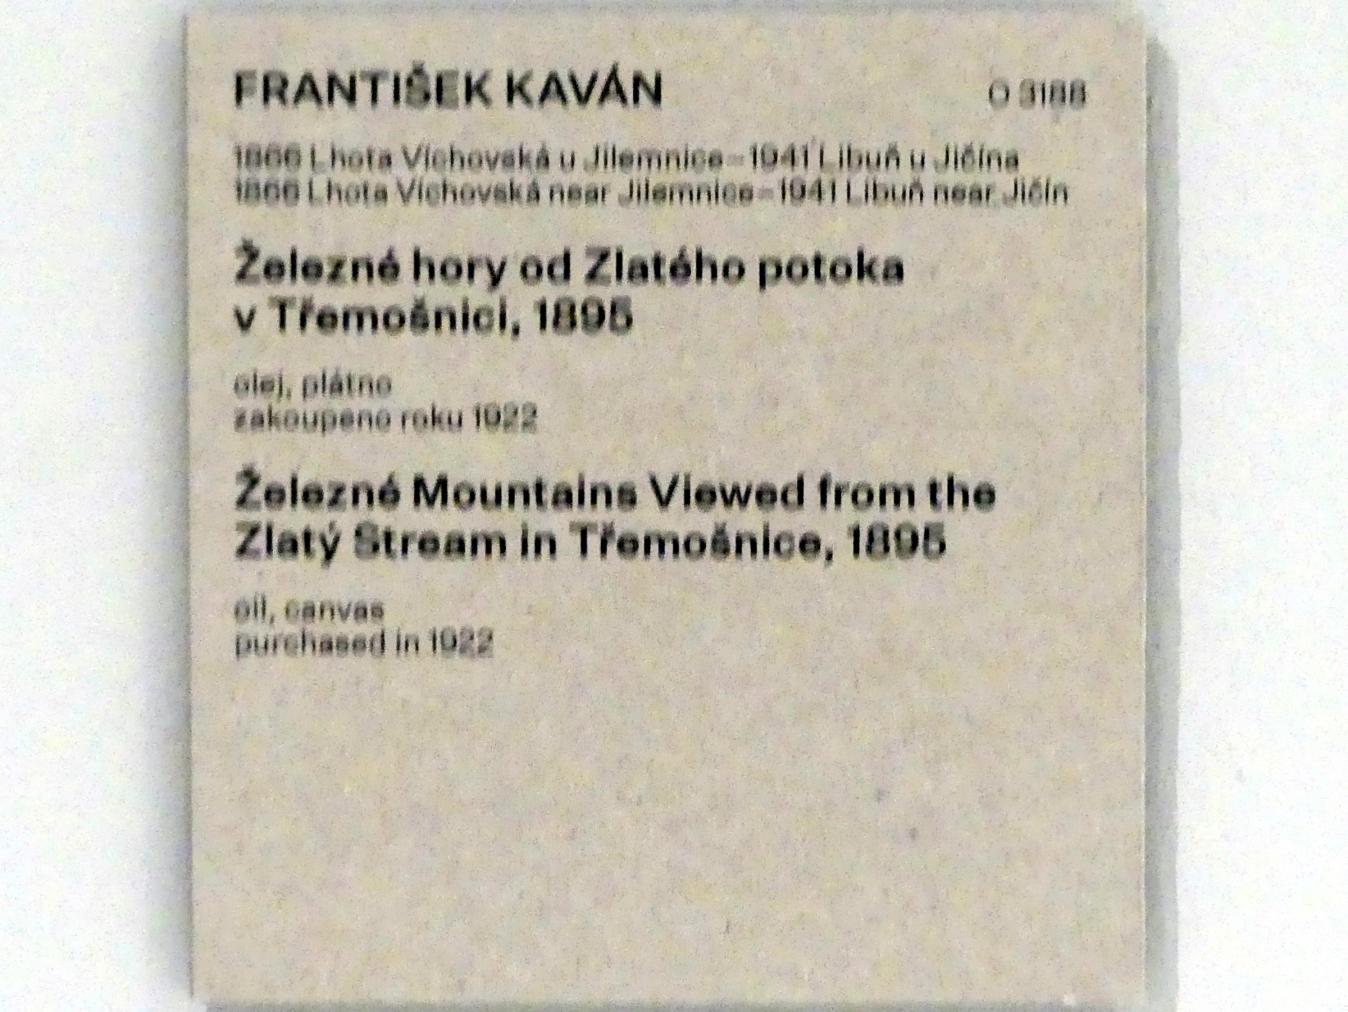 FRANTIŠEK KAVÁN O 3188
1866 Lhota Víchovská u Jilemnice–1941 Libuň u Jičína
1866 Lhota Víchovská near Jilemnice–1941 Libuň near Jičín
Železné hory od Zlatého potoka
v Třemošnici, 1895
olej, plátno
zakoupeno roku 1922
Železné Mountains Viewed from the
Zlatý Stream in Třemošnice, 1895
oil, canvas
purchased in 1922